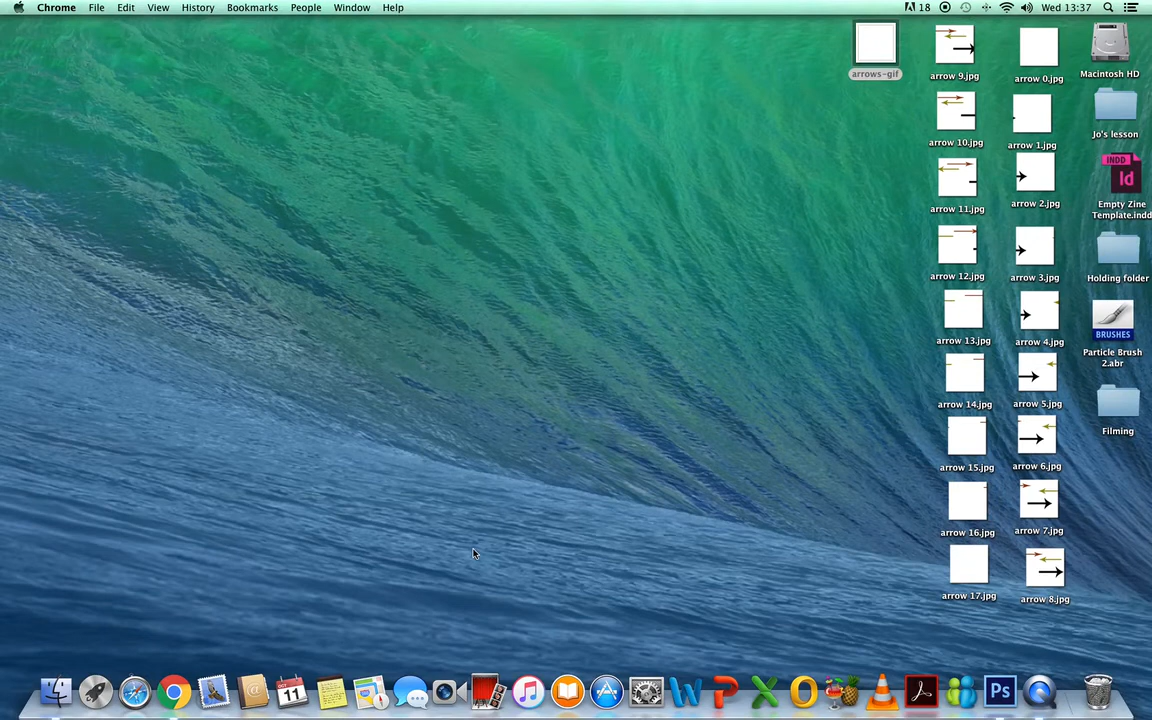 Chrome File Edit View History Bookmarks People Window Help
18 Wed 13:37
arrows-gif
arrow 9.jpg
arrow 0.jpg
Macintosh HD
arrow 10.jpg
arrow 1.jpg
Jo's lesson
arrow 11.jpg
arrow 2.jpg
INDD
Id
Empty Zine
Template.indd
arrow 12.jpg
arrow 3.jpg
Holding folder
arrow 13.jpg
arrow 4.jpg
BRUSHES
Particle Brush
2.abr
arrow 14.jpg
arrow 5.jpg
Filming
arrow 15.jpg
arrow 6.jpg
arrow 16.jpg
arrow 7.jpg
arrow 17.jpg
arrow 8.jpg
OCT
11
W
P
X
O
Ps